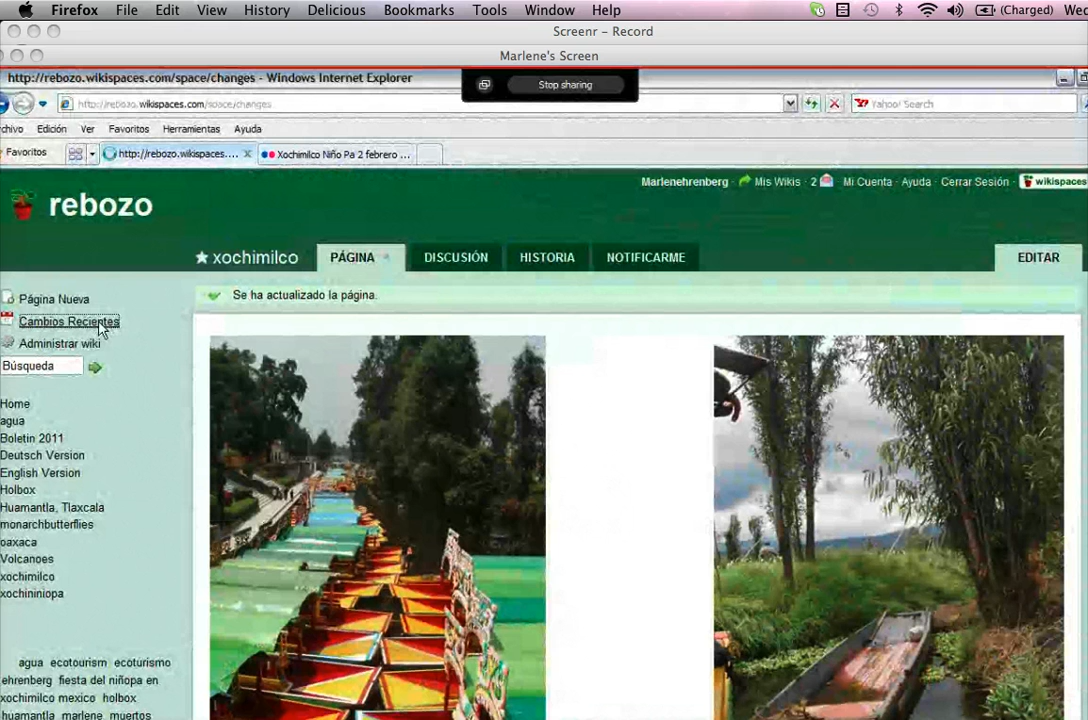 Firefox File Edit View History Delicious Bookmarks Tools Window Help (Charged) Wed
Screenr – Record
Marlene's Screen
http://rebozo.wikispaces.com/space/changes - Windows Internet Explorer
Stop sharing
http://rebozo.wikispaces.com/space/changes Yahoo! Search
rchivo Edición Ver Favoritos Herramientas Ayuda
Favoritos http://rebozo.wikispaces.... Xochimilco Niño Pa 2 febrero ...
Marlenehrenberg Mis Wikis · 2 Mi Cuenta · Ayuda · Cerrar Sesión · wikispaces
rebozo
xochimilco PÁGINA DISCUSIÓN HISTORIA NOTIFICARME EDITAR
Se ha actualizado la página.
Página Nueva
Cambios Recientes
Administrar wiki
Búsqueda
Home
agua
Boletin 2011
Deutsch Version
English Version
Holbox
Huamantla, Tlaxcala
monarchbutterflies
oaxaca
Volcanoes
xochimilco
xochininiopa
agua ecotourism ecoturismo
ehrenberg fiesta del niñopa en
xochimilco mexico holbox
huamantla marlene muertos